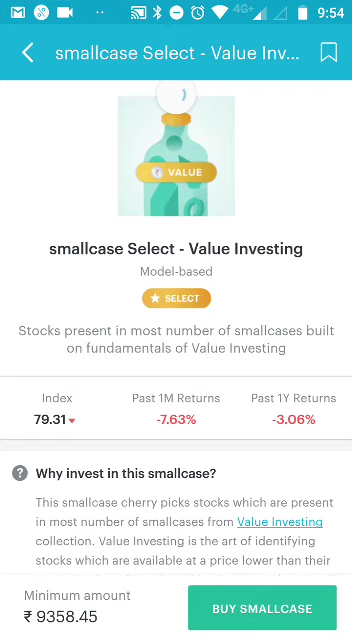 4G+ 9:54
smallcase Select - Value Inv...
VALUE
smallcase Select - Value Investing
Model-based
SELECT
Stocks present in most number of smallcases built
on fundamentals of Value Investing
Index Past 1M Returns Past 1Y Returns
79.31 -7.63% -3.06%
Why invest in this smallcase?
This smallcase cherry picks stocks which are present
in most number of smallcases from Value Investing
collection. Value Investing is the art of identifying
stocks which are available at a price lower than their
Minimum amount
₹ 9358.45
BUY SMALLCASE